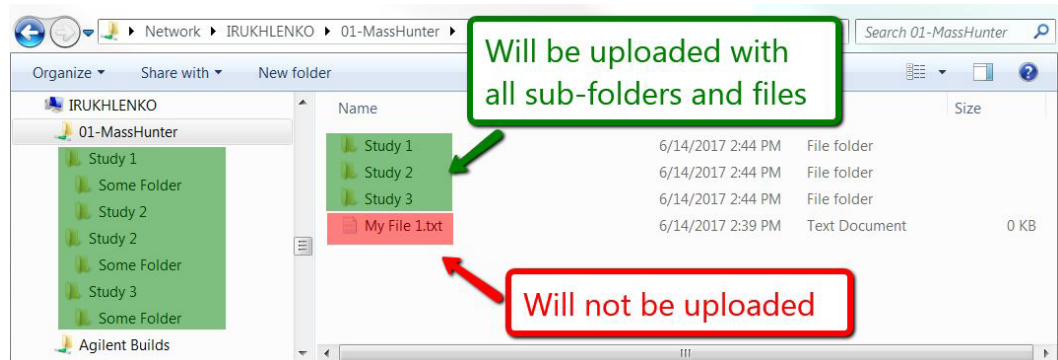 Network ▸ IRUKHLENKO ▸ 01-MassHunter ▸
Search 01-MassHunter
Organize
Share with
New folder
Will be uploaded with
all sub-folders and files
IRUKHLENKO
01-MassHunter
Study 1
Some Folder
Study 2
Study 2
Some Folder
Study 3
Some Folder
Agilent Builds
Name
Size
Study 1 6/14/2017 2:44 PM File folder
Study 2 6/14/2017 2:44 PM File folder
Study 3 6/14/2017 2:44 PM File folder
My File 1.txt 6/14/2017 2:39 PM Text Document 0 KB
Will not be uploaded